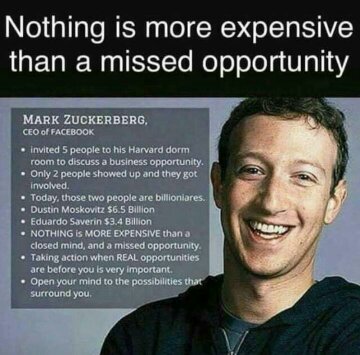 Nothing is more expensive
than a missed opportunity
MARK ZUCKERBERG,
CEO of FACEBOOK
• invited 5 people to his Harvard dorm
room to discuss a business opportunity.
• Only 2 people showed up and they got
involved.
• Today, those two people are billioniares.
• Dustin Moskovitz $6.5 Billion
• Eduardo Saverin $3.4 Billion
• NOTHING is MORE EXPENSIVE than a
closed mind, and a missed opportunity.
• Taking action when REAL opportunities
are before you is very important.
• Open your mind to the possibilities that
surround you.